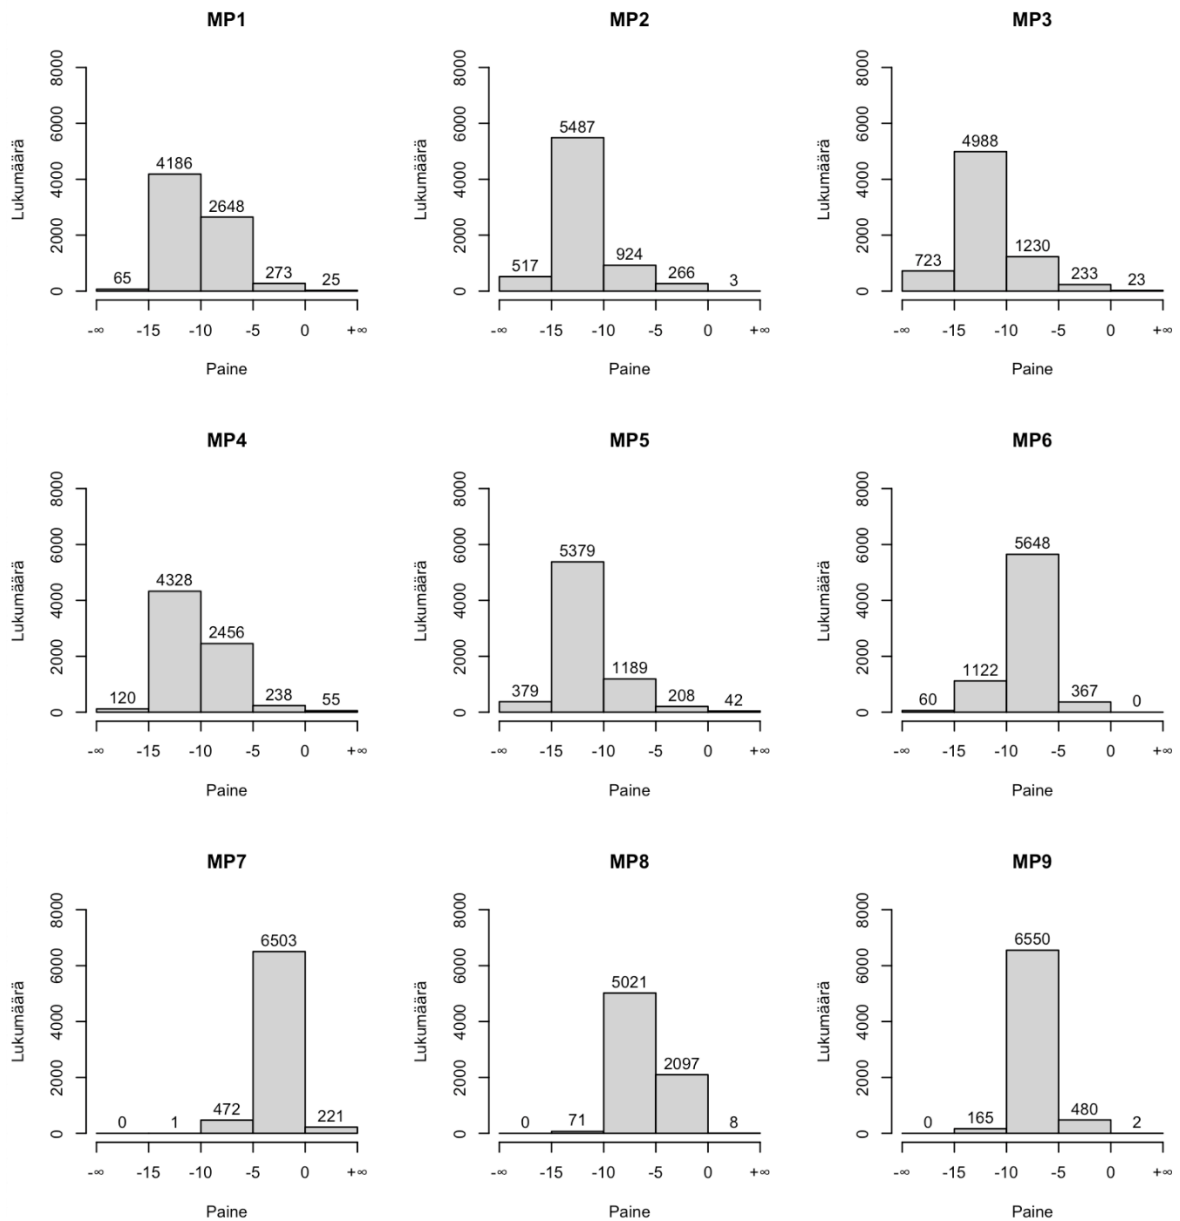 MP1
Lukumäärä
8000
6000
4000
2000
0
65
4186
2648
273
25
-∞ -15 -10 -5 0 +∞
Paine
MP2
Lukumäärä
8000
6000
4000
2000
0
517
5487
924
266
3
-∞ -15 -10 -5 0 +∞
Paine
MP3
Lukumäärä
8000
6000
4000
2000
0
723
4988
1230
233
23
-∞ -15 -10 -5 0 +∞
Paine
MP4
Lukumäärä
8000
6000
4000
2000
0
120
4328
2456
238
55
-∞ -15 -10 -5 0 +∞
Paine
MP5
Lukumäärä
8000
6000
4000
2000
0
379
5379
1189
208
42
-∞ -15 -10 -5 0 +∞
Paine
MP6
Lukumäärä
8000
6000
4000
2000
0
60
1122
5648
367
0
-∞ -15 -10 -5 0 +∞
Paine
MP7
Lukumäärä
8000
6000
4000
2000
0
0
1
472
6503
221
-∞ -15 -10 -5 0 +∞
Paine
MP8
Lukumäärä
8000
6000
4000
2000
0
0
71
5021
2097
8
-∞ -15 -10 -5 0 +∞
Paine
MP9
Lukumäärä
8000
6000
4000
2000
0
0
165
6550
480
2
-∞ -15 -10 -5 0 +∞
Paine